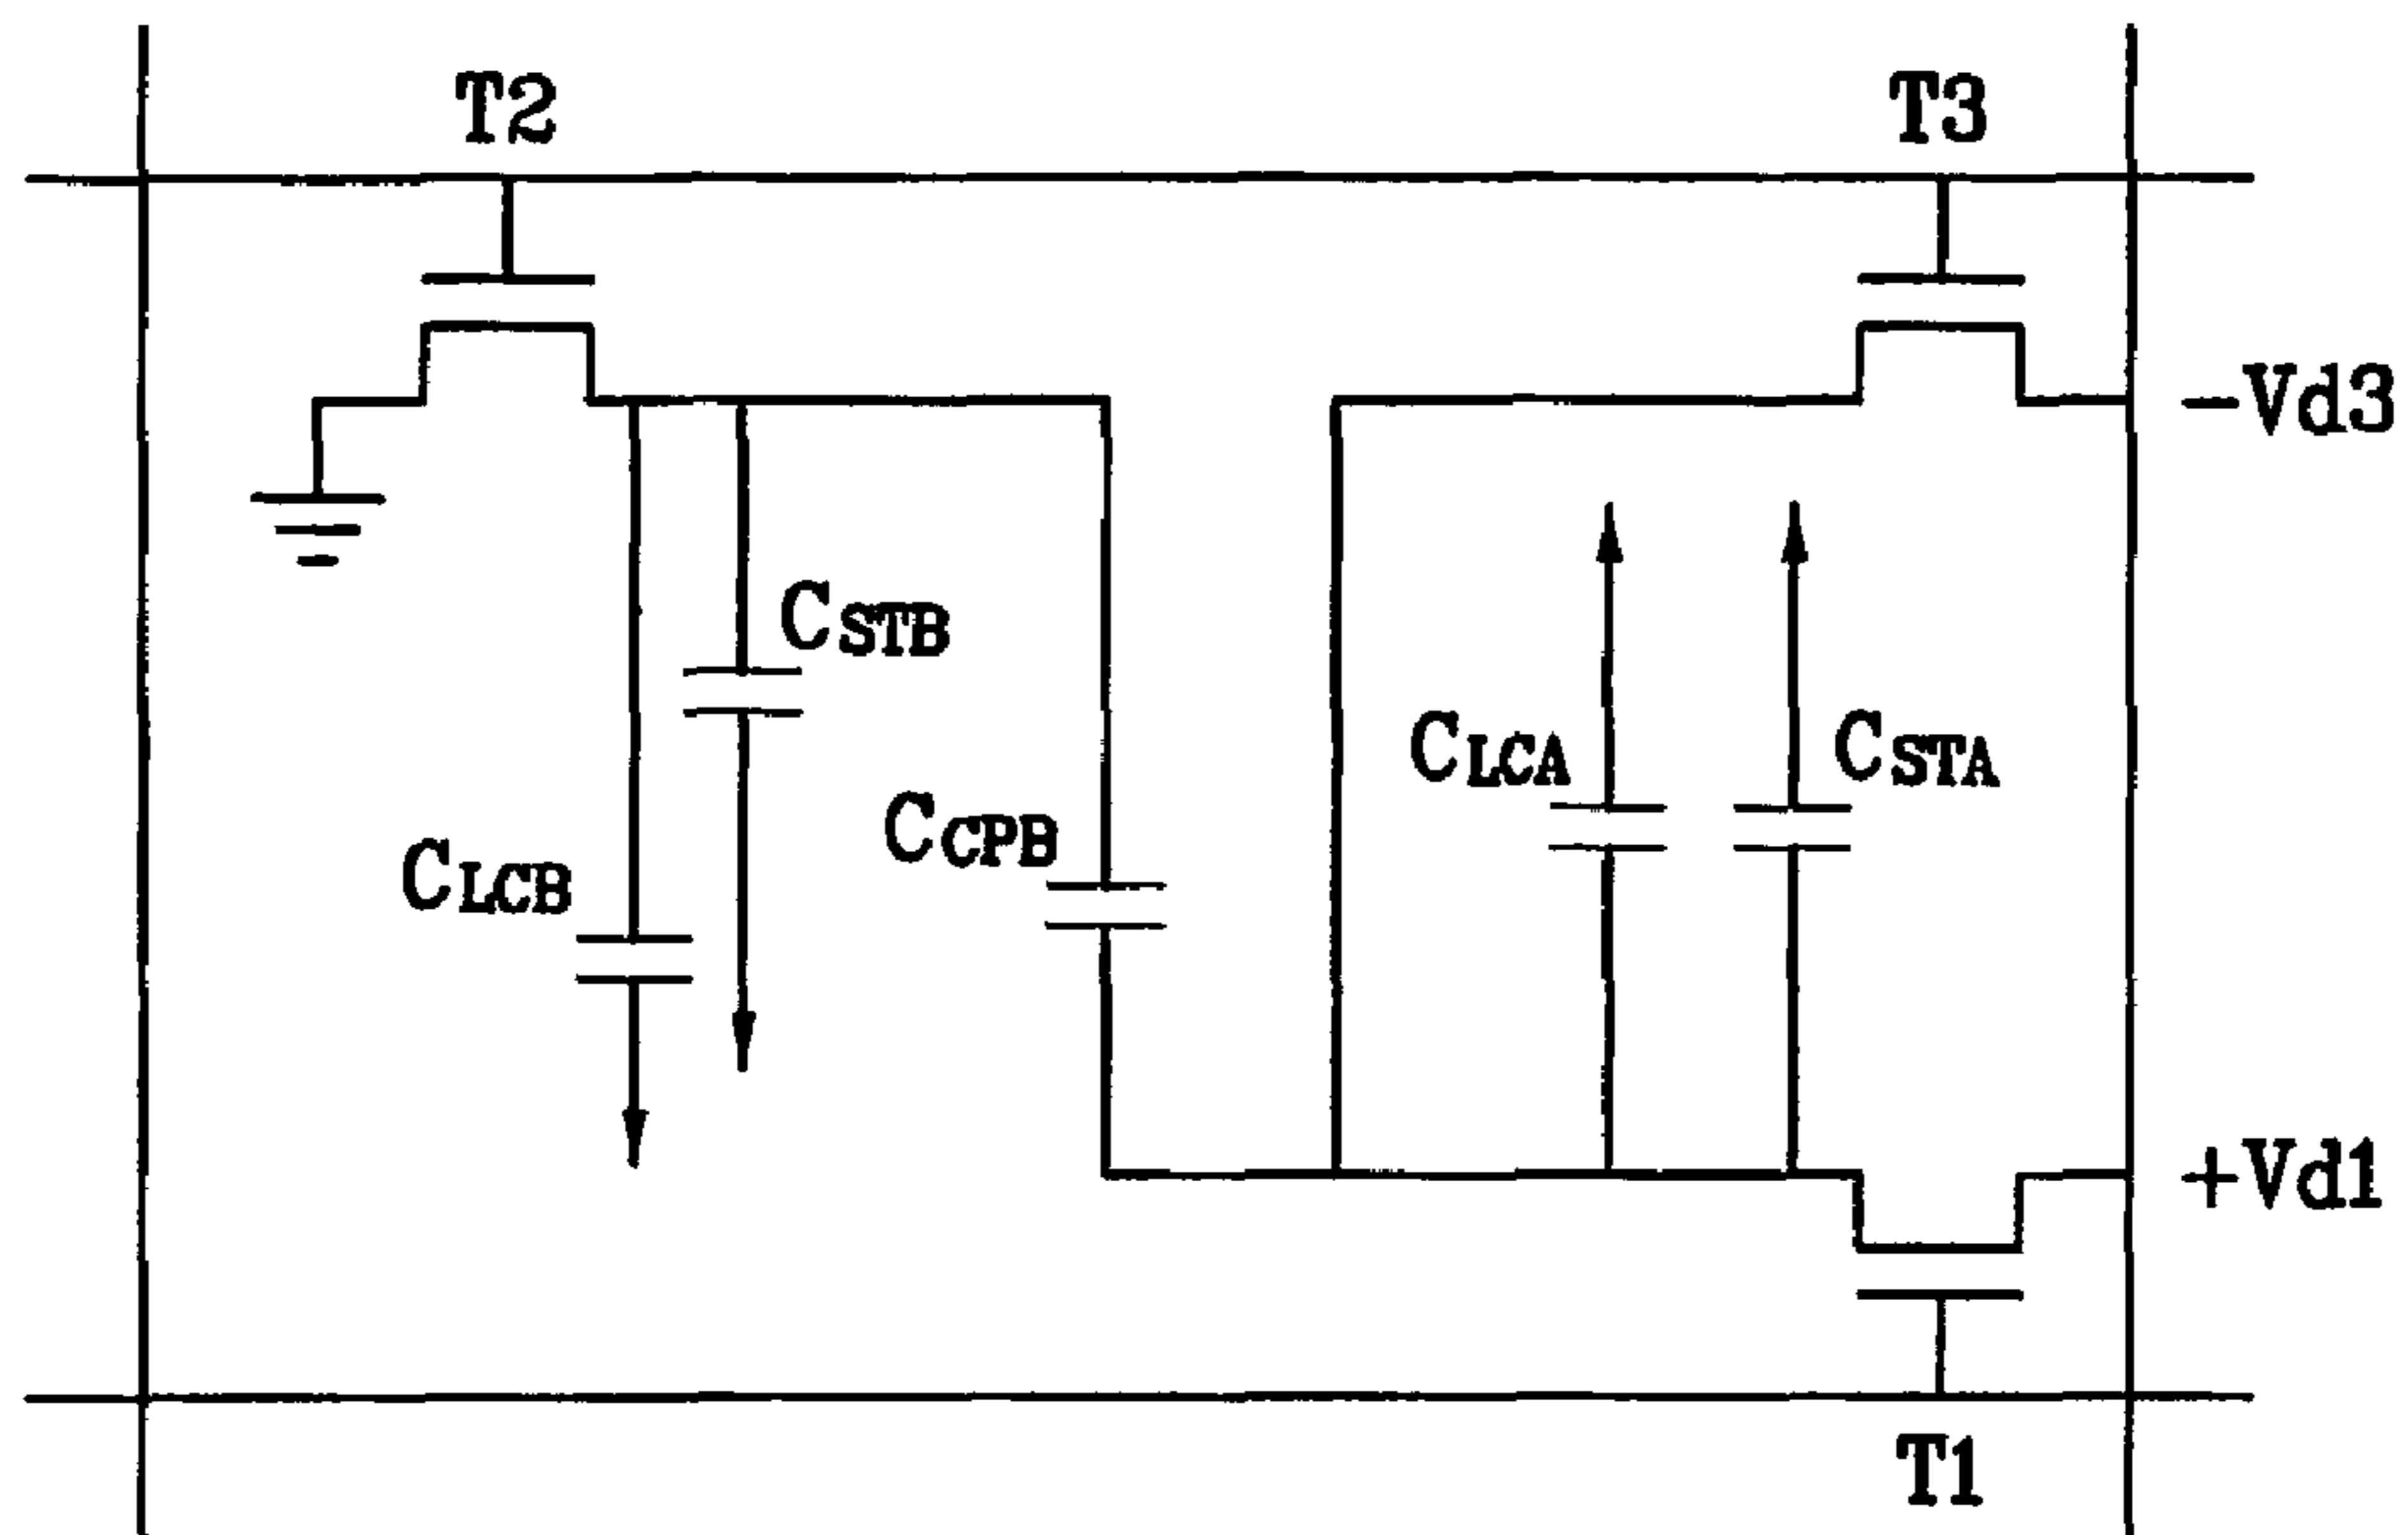 T2
T3
-Vd3
CSTB
CLCA
CSTA
CCPB
CLCB
+Vd1
T1